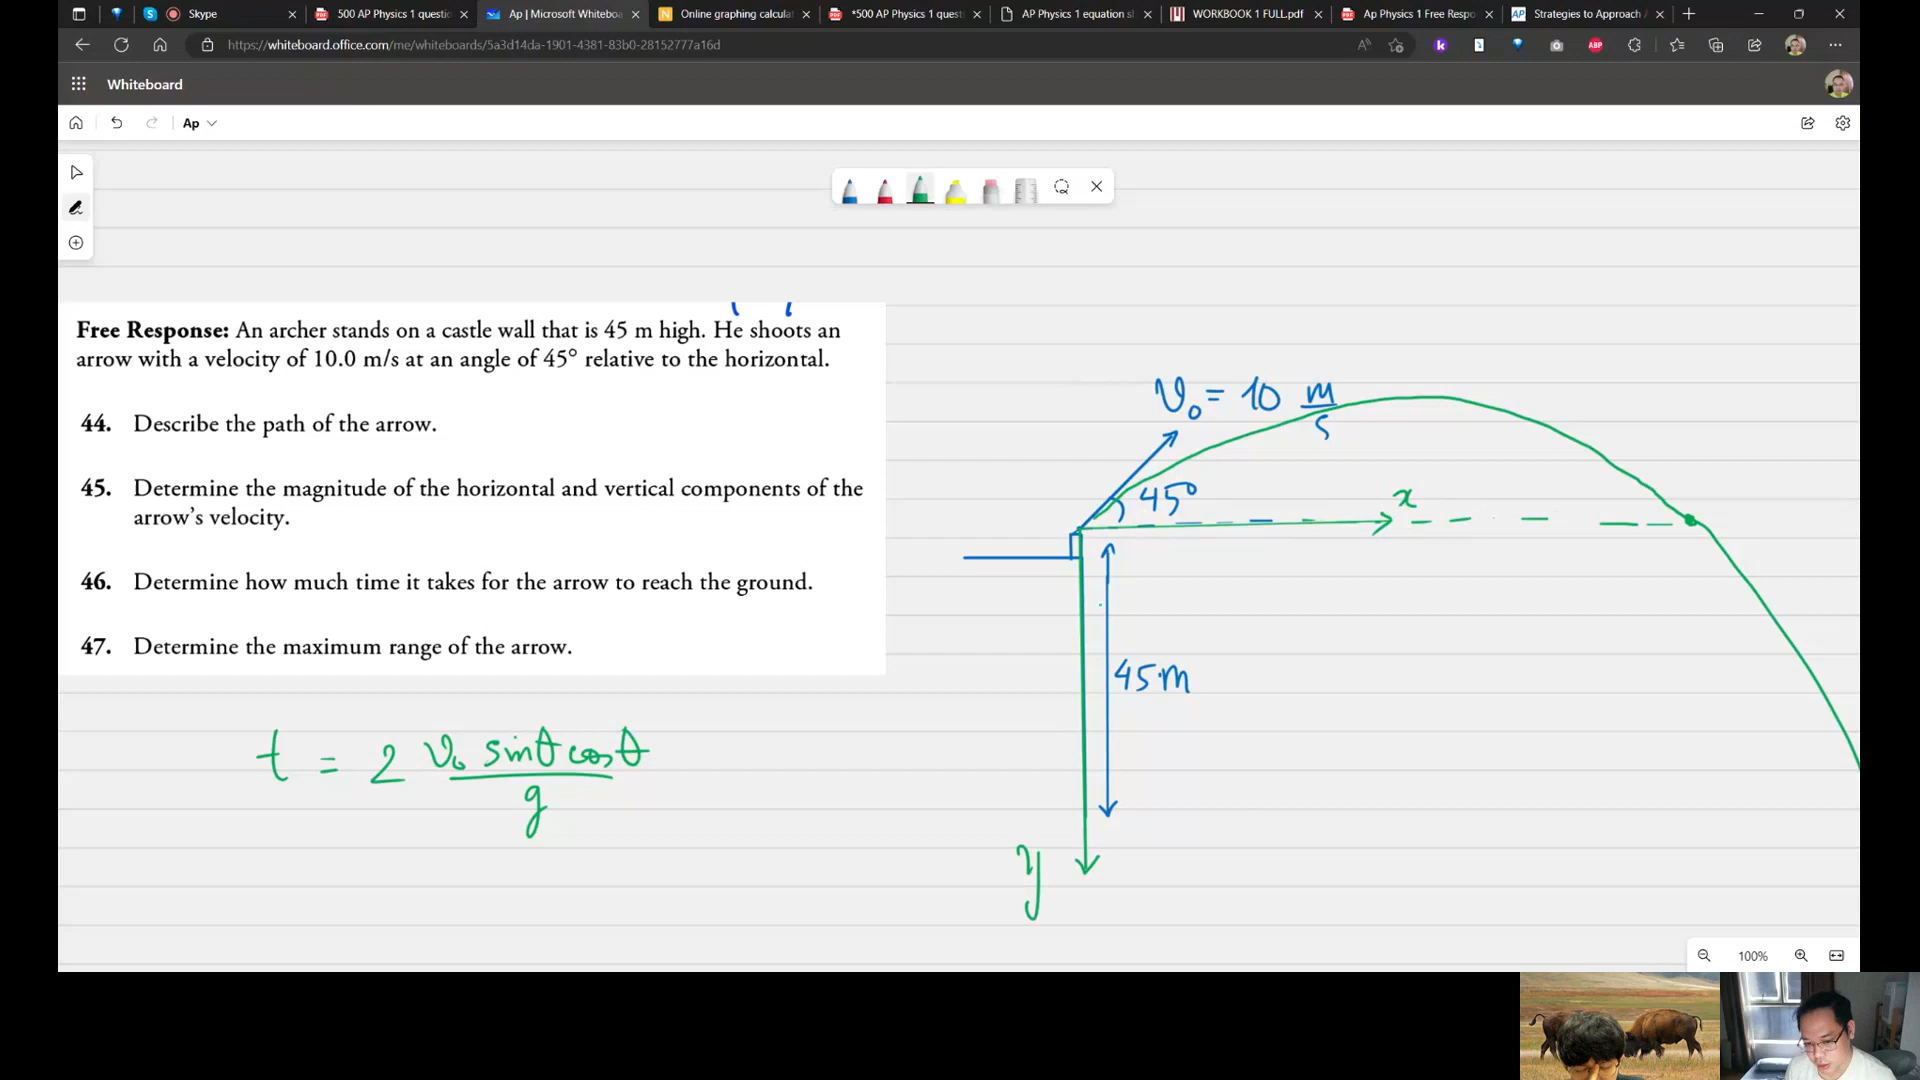 Skype
500 AP Physics 1 questio
Ap | Microsoft Whiteboa
Online graphing calculat
*500 AP Physics 1 quest
AP Physics 1 equation sh
WORKBOOK 1 FULL.pdf
Ap Physics 1 Free Respo
AP Strategies to Approach
https://whiteboard.office.com/me/whiteboards/5a3d14da-1901-4381-83b0-28152777a16d
ABP
Whiteboard
Ap
Free Response: An archer stands on a castle wall that is 45 m high. He shoots an
arrow with a velocity of 10.0 m/s at an angle of 45° relative to the horizontal.
44. Describe the path of the arrow.
45. Determine the magnitude of the horizontal and vertical components of the
arrow's velocity.
46. Determine how much time it takes for the arrow to reach the ground.
47. Determine the maximum range of the arrow.
v₀ = 10 m/s
45°
x
45 m
t = 2 v₀ sinθ cosθ / g
y
100%